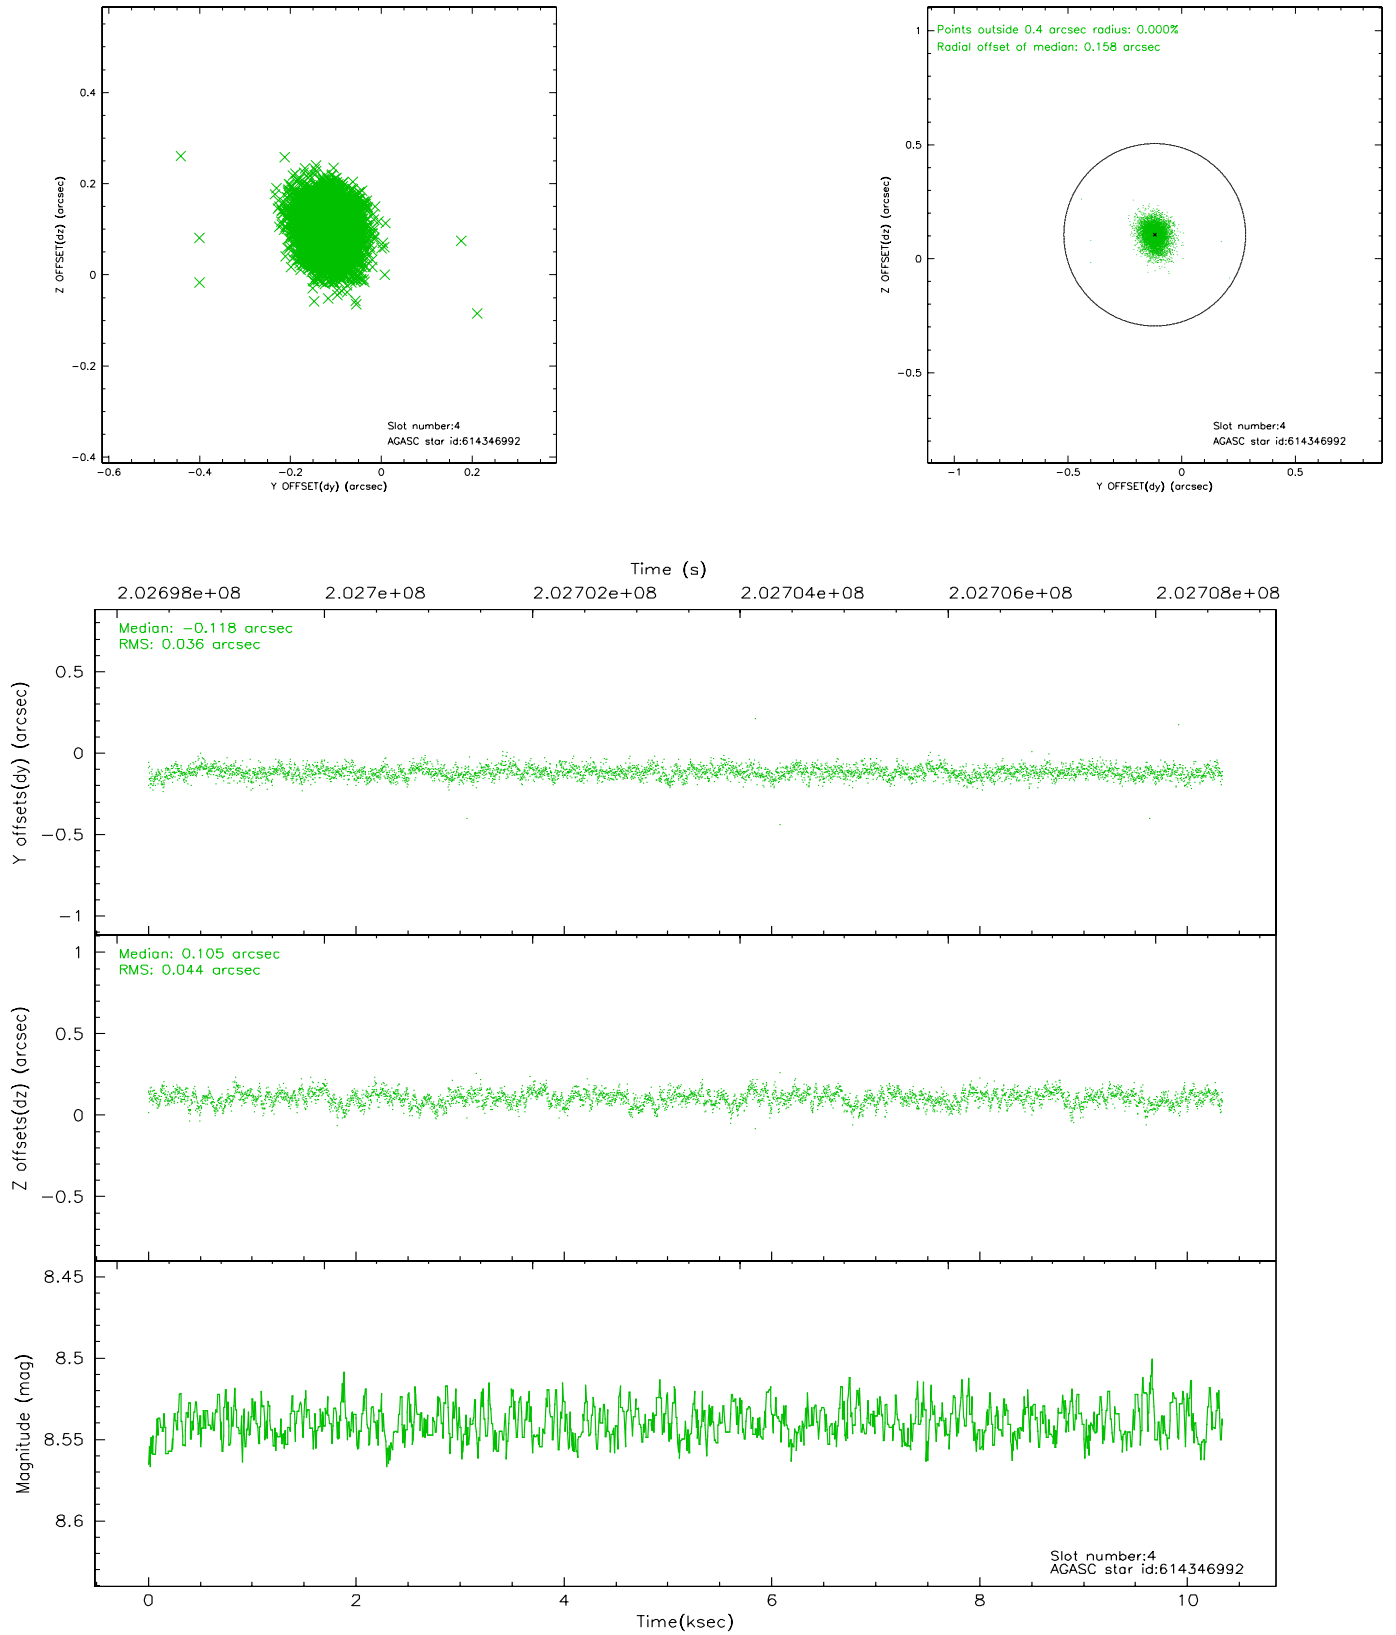 0.4
0.2
0
−0.2
−0.4
Z OFFSET(dz) (arcsec)
−0.6
−0.4
−0.2
0
0.2
Y OFFSET(dy) (arcsec)
Slot number:4
AGASC star id:614346992
Points outside 0.4 arcsec radius: 0.000%
Radial offset of median: 0.158 arcsec
1
0.5
0
−0.5
Z OFFSET(dz) (arcsec)
−1
−0.5
0
0.5
Y OFFSET(dy) (arcsec)
Slot number:4
AGASC star id:614346992
Time (s)
2.02698e+08
2.027e+08
2.02702e+08
2.02704e+08
2.02706e+08
2.02708e+08
Median: −0.118 arcsec
RMS: 0.036 arcsec
0.5
0
−0.5
−1
Y offsets(dy) (arcsec)
Median: 0.105 arcsec
RMS: 0.044 arcsec
1
0.5
0
−0.5
Z offsets(dz) (arcsec)
8.45
8.5
8.55
8.6
Magnitude (mag)
Slot number:4
AGASC star id:614346992
0
2
4
6
8
10
Time(ksec)